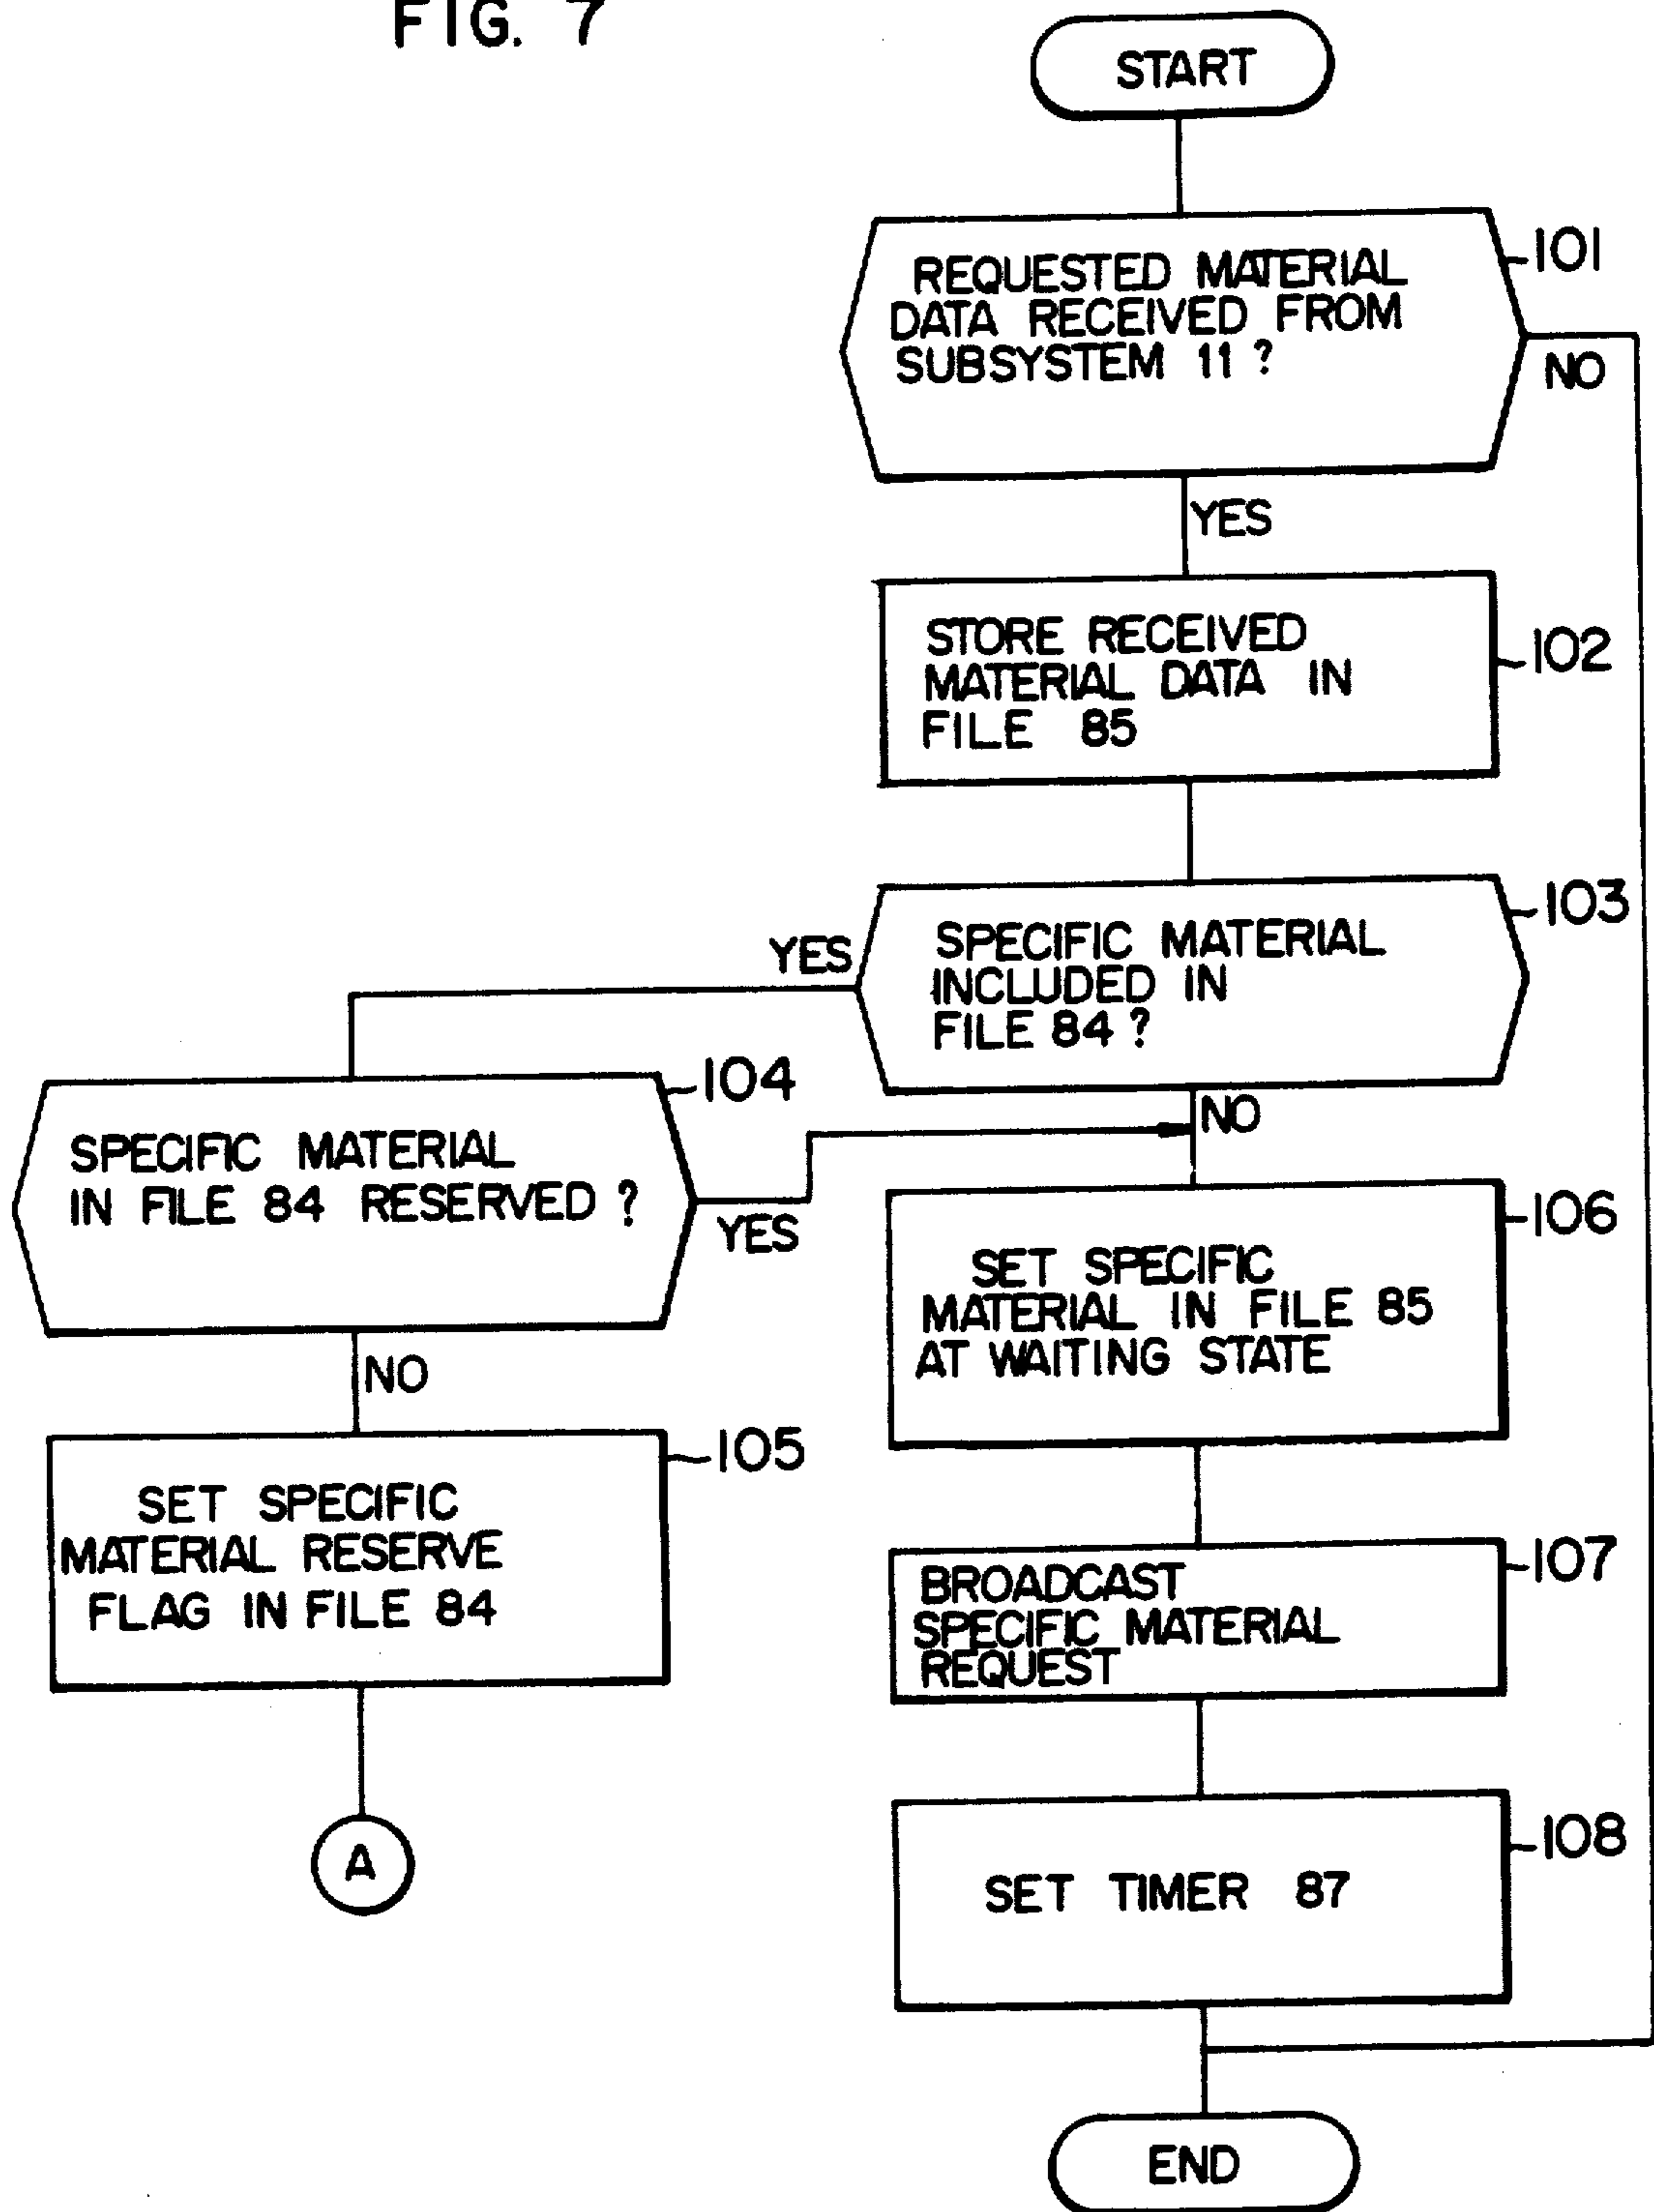 FIG. 7
START
REQUESTED MATERIAL
DATA RECEIVED FROM
SUBSYSTEM 11 ?
101
NO
YES
STORE RECEIVED
MATERIAL DATA IN
FILE 85
102
SPECIFIC MATERIAL
INCLUDED IN
FILE 84 ?
103
YES
NO
SPECIFIC MATERIAL
IN FILE 84 RESERVED ?
104
YES
NO
SET SPECIFIC
MATERIAL RESERVE
FLAG IN FILE 84
105
A
SET SPECIFIC
MATERIAL IN FILE 85
AT WAITING STATE
106
BROADCAST
SPECIFIC MATERIAL
REQUEST
107
SET TIMER 87
108
END